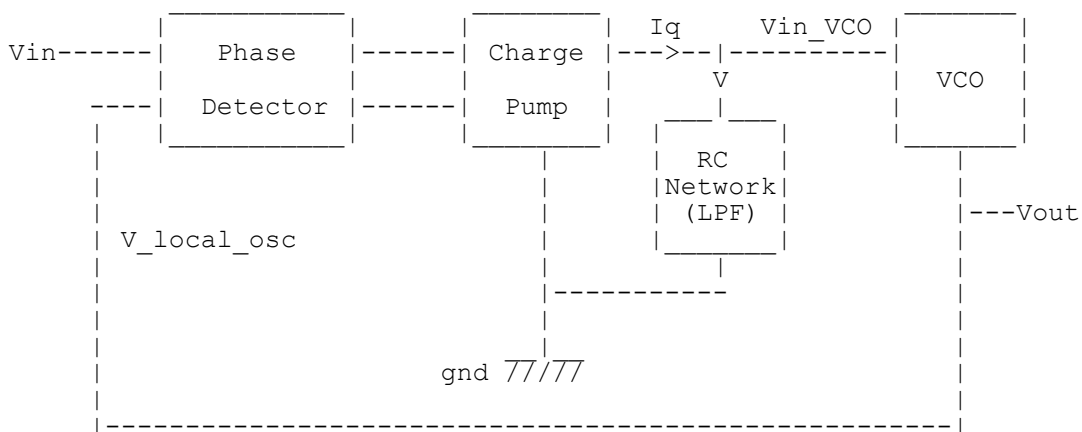 Iq Vin_VCO
Vin Phase Charge
V VCO
Detector Pump
RC
Network
(LPF) Vout
V_local_osc
gnd